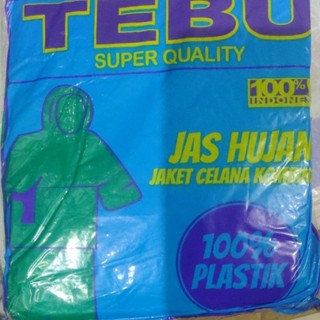 TEBU
SUPER QUALITY
100%
INDONE
JAS HUJAN
JAKET CELANA
100%
PLASTIK